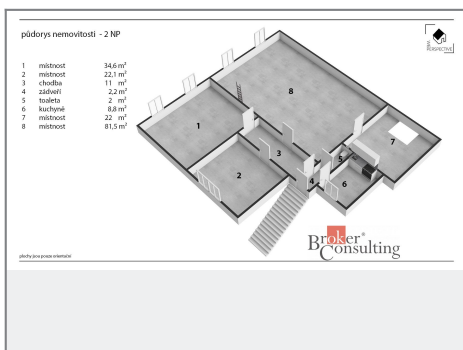 půdorys nemovitosti - 2 NP
NEW
PERSPECTIVE
1 místnost 34,6 m²
2 místnost 22,1 m²
3 chodba 11 m²
4 zádveří 2,2 m²
5 toaleta 2 m²
6 kuchyně 8,8 m²
7 místnost 22 m²
8 místnost 81,5 m²
8
1
3
5
7
2
4
6
Broker®
Consulting
plochy jsou pouze orientační